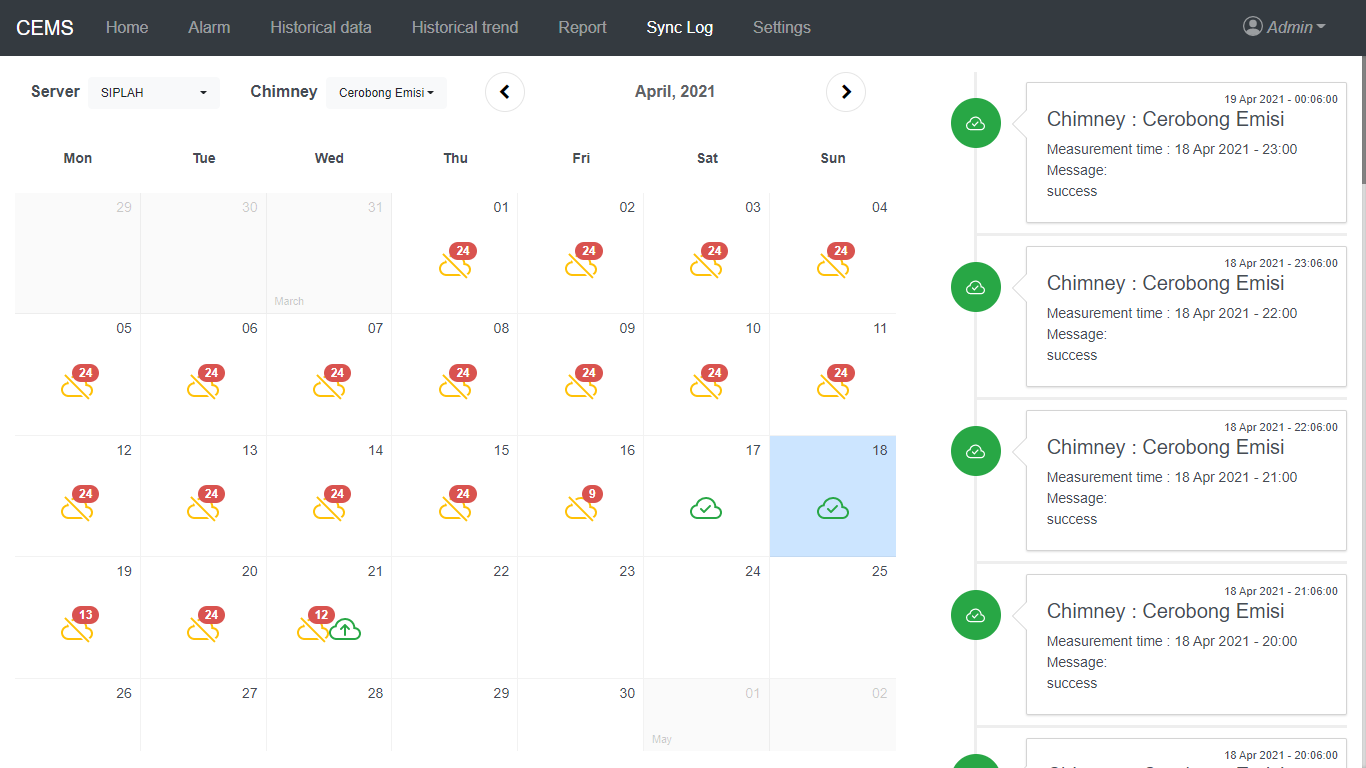 CEMS Home Alarm Historical data Historical trend Report Sync Log Settings Admin
Server SIPLAH Chimney Cerobong Emisi April, 2021
Mon Tue Wed Thu Fri Sat Sun
29 30 31 01 02 03 04
24 24 24 24
March
05 06 07 08 09 10 11
24 24 24 24 24 24 24
12 13 14 15 16 17 18
24 24 24 24 9
19 20 21 22 23 24 25
13 24 12
26 27 28 29 30 01 02
May
19 Apr 2021 - 00:06:00
Chimney : Cerobong Emisi
Measurement time : 18 Apr 2021 - 23:00
Message:
success
18 Apr 2021 - 23:06:00
Chimney : Cerobong Emisi
Measurement time : 18 Apr 2021 - 22:00
Message:
success
18 Apr 2021 - 22:06:00
Chimney : Cerobong Emisi
Measurement time : 18 Apr 2021 - 21:00
Message:
success
18 Apr 2021 - 21:06:00
Chimney : Cerobong Emisi
Measurement time : 18 Apr 2021 - 20:00
Message:
success
18 Apr 2021 - 20:06:00